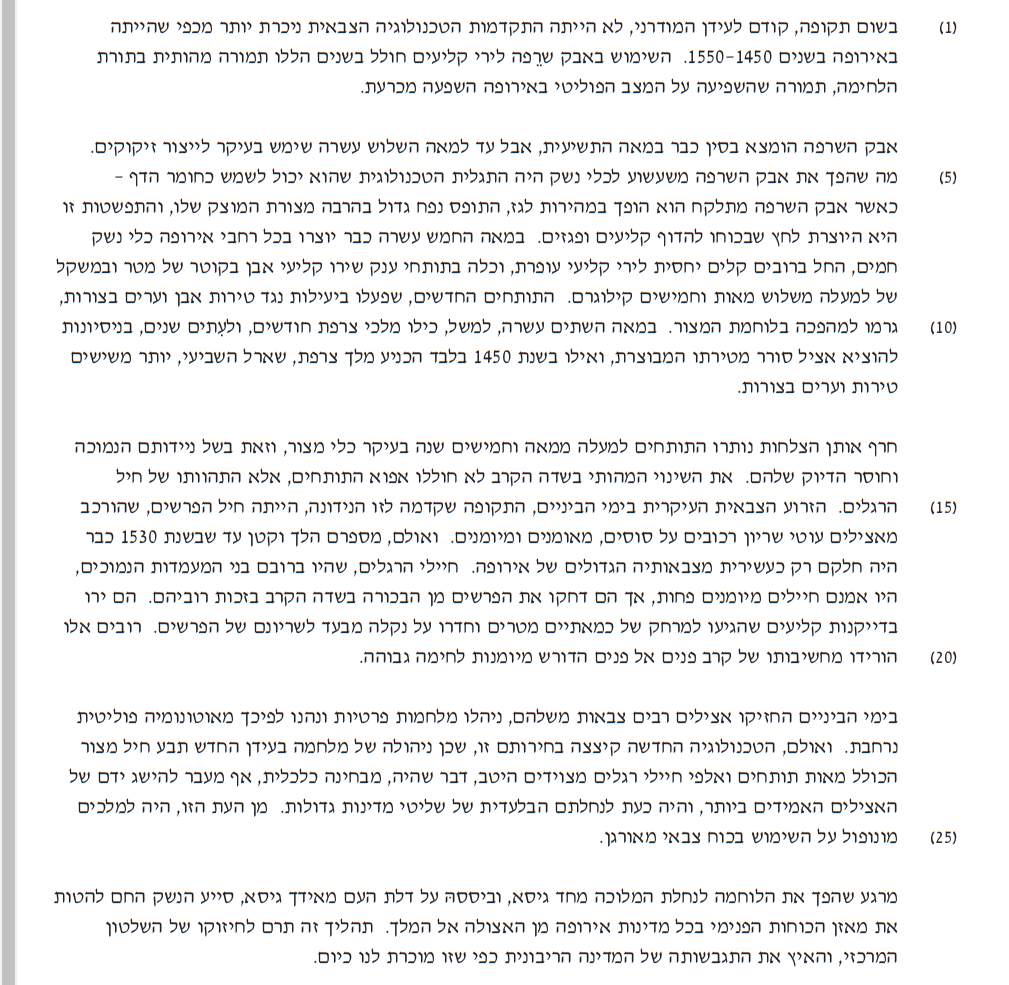 (1) בשום תקופה, קודם לעידן המודרני, לא הייתה התקדמות הטכנולוגיה הצבאית ניכרת יותר מכפי שהייתה
באירופה בשנים 1450–1550. השימוש באבק שׂרֵפה לירי קליעים חולל בשנים הללו תמורה מהותית בתורת
הלחימה, תמורה שהשפיעה על המצב הפוליטי באירופה השפעה מכרעת.
אבק השרפה הומצא בסין כבר במאה התשיעית, אבל עד למאה השלוש עשרה שימש בעיקר לייצור זיקוקים.
(5) מה שהפך את אבק השרפה משעשוע לכלי נשק היה התגלית הטכנולוגית שהוא יכול לשמש כחומר הדף –
כאשר אבק השרפה מתלקח הוא הופך במהירות לגז, התופס נפח גדול בהרבה מצורת המוצק שלו, והתפשטות זו
היא היוצרת לחץ שבכוחו להדוף קליעים ופגזים. במאה החמש עשרה כבר יוצרו בכל רחבי אירופה כלי נשק
חמים, החל ברובים קלים יחסית לירי קליעי עופרת, וכלה בתותחי ענק שירו קליעי אבן בקוטר של מטר ובמשקל
של למעלה משלוש מאות וחמישים קילוגרם. התותחים החדשים, שפעלו ביעילות נגד טירות אבן וערים בצורות,
(10) גרמו למהפכה בלוחמת המצור. במאה השתים עשרה, למשל, כילו מלכי צרפת חודשים, ולעִתים שנים, בניסיונות
להוציא אציל סורר מטירתו המבוצרת, ואילו בשנת 1450 בלבד הכניע מלך צרפת, שארל השביעי, יותר משישים
טירות וערים בצורות.
חרף אותן הצלחות נותרו התותחים למעלה ממאה וחמישים שנה בעיקר כלי מצור, וזאת בשל ניידותם הנמוכה
וחוסר הדיוק שלהם. את השינוי המהותי בשדה הקרב לא חוללו אפוא התותחים, אלא התהוותו של חיל
(15) הרגלים. הזרוע הצבאית העיקרית בימי הביניים, התקופה שקדמה לזו הנידונה, הייתה חיל הפרשים, שהורכב
מאצילים עוטי שריון רכובים על סוסים, מאומנים ומיומנים. ואולם, מספרם הלך וקטן עד שבשנת 1530 כבר
היה חלקם רק כעשירית מצבאותיה הגדולים של אירופה. חיילי הרגלים, שהיו ברובם בני המעמדות הנמוכים,
היו אמנם חיילים מיומנים פחות, אך הם דחקו את הפרשים מן הבכורה בשדה הקרב בזכות רוביהם. הם ירו
בדייקנות קליעים שהגיעו למרחק של כמאתיים מטרים וחדרו על נקלה מבעד לשריונם של הפרשים. רובים אלו
(20) הורידו מחשיבותו של קרב פנים אל פנים הדורש מיומנות לחימה גבוהה.
בימי הביניים החזיקו אצילים רבים צבאות משלהם, ניהלו מלחמות פרטיות ונהנו לפיכך מאוטונומיה פוליטית
נרחבת. ואולם, הטכנולוגיה החדשה קיצצה בחירותם זו, שכן ניהולה של מלחמה בעידן החדש תבע חיל מצור
הכולל מאות תותחים ואלפי חיילי רגלים מצוידים היטב, דבר שהיה, מבחינה כלכלית, אף מעבר להישג ידם של
האצילים האמידים ביותר, והיה כעת לנחלתם הבלעדית של שליטי מדינות גדולות. מן העת הזו, היה למלכים
(25) מונופול על השימוש בכוח צבאי מאורגן.
מרגע שהפך את הלוחמה לנחלת המלוכה מחד גיסא, וביססהּ על דלת העם מאידך גיסא, סייע הנשק החם להטות
את מאזן הכוחות הפנימי בכל מדינות אירופה מן האצולה אל המלך. תהליך זה תרם לחיזוקו של השלטון
המרכזי, והאיץ את התגבשותה של המדינה הריבונית כפי שזו מוכרת לנו כיום.